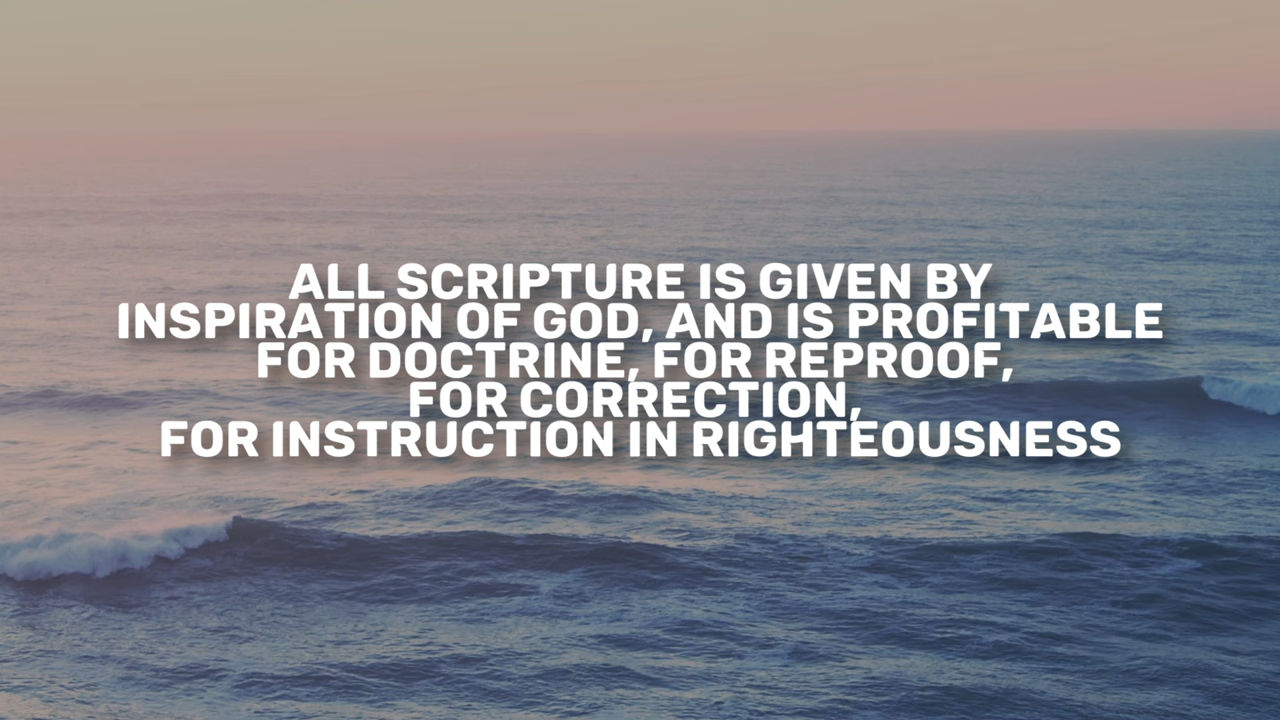 ALL SCRIPTURE IS GIVEN BY
INSPIRATION OF GOD, AND IS PROFITABLE
FOR DOCTRINE, FOR REPROOF,
FOR CORRECTION,
FOR INSTRUCTION IN RIGHTEOUSNESS